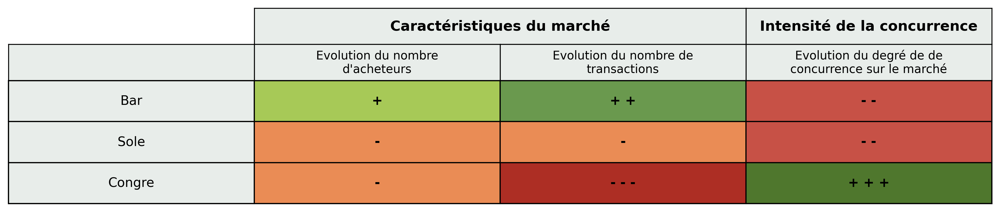 Caractéristiques du marché
Intensité de la concurrence
Evolution du nombre
d'acheteurs
Evolution du nombre de
transactions
Evolution du degré de de
concurrence sur le marché
Bar
+
+ +
- -
Sole
-
-
- -
Congre
-
- - -
+ + +